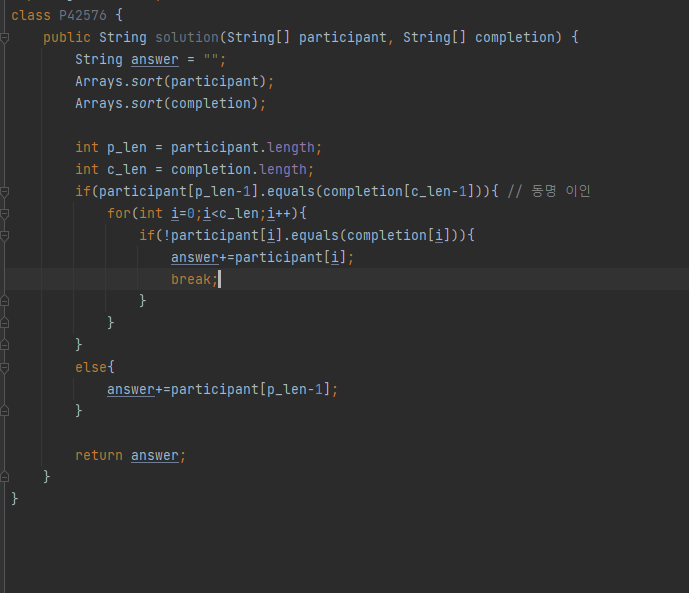 class P42576 {
public String solution(String[] participant, String[] completion) {
String answer = "";
Arrays.sort(participant);
Arrays.sort(completion);
int p_len = participant.length;
int c_len = completion.length;
if(participant[p_len-1].equals(completion[c_len-1])){ // 동명 이인
for(int i=0;i<c_len;i++){
if(!participant[i].equals(completion[i])){
answer+=participant[i];
break;
}
}
}
else{
answer+=participant[p_len-1];
}
return answer;
}
}